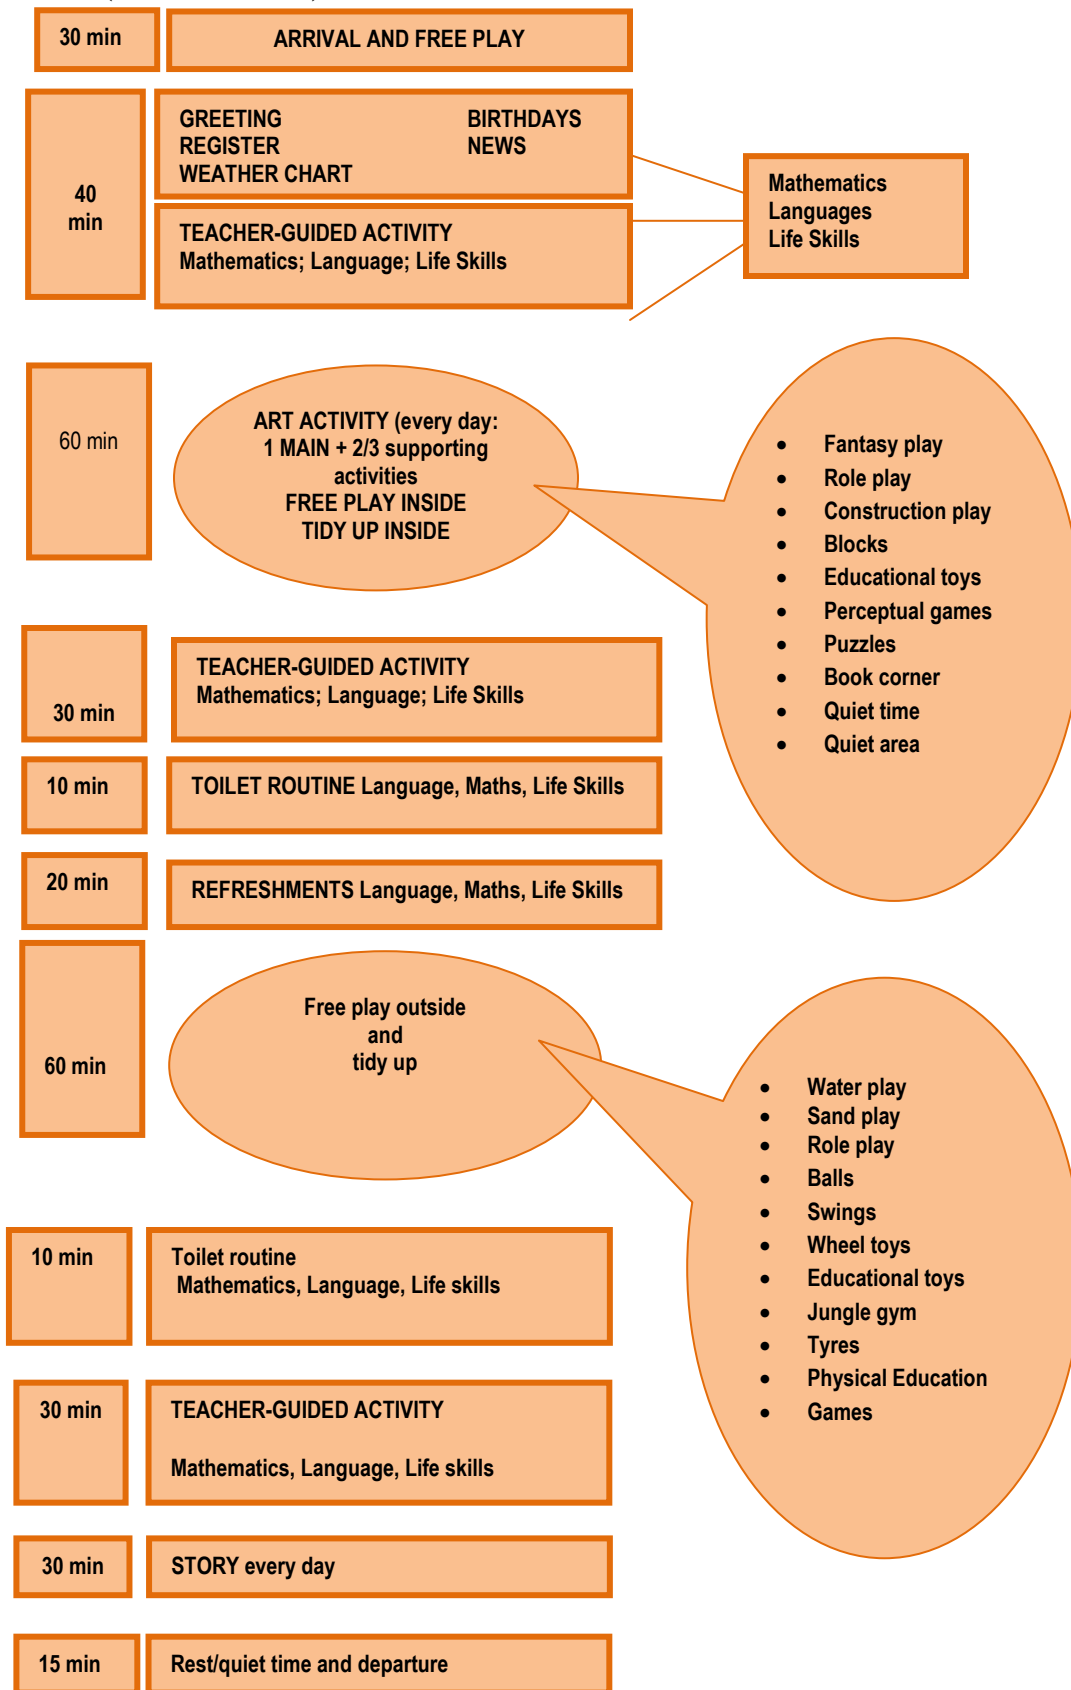 30 min
ARRIVAL AND FREE PLAY
40
min
GREETING BIRTHDAYS
REGISTER NEWS
WEATHER CHART
TEACHER-GUIDED ACTIVITY
Mathematics; Language; Life Skills
Mathematics
Languages
Life Skills
60 min
ART ACTIVITY (every day:
1 MAIN + 2/3 supporting
activities
FREE PLAY INSIDE
TIDY UP INSIDE
• Fantasy play
• Role play
• Construction play
• Blocks
• Educational toys
• Perceptual games
• Puzzles
• Book corner
• Quiet time
• Quiet area
30 min
TEACHER-GUIDED ACTIVITY
Mathematics; Language; Life Skills
10 min
TOILET ROUTINE Language, Maths, Life Skills
20 min
REFRESHMENTS Language, Maths, Life Skills
60 min
Free play outside
and
tidy up
• Water play
• Sand play
• Role play
• Balls
• Swings
• Wheel toys
• Educational toys
• Jungle gym
• Tyres
• Physical Education
• Games
10 min
Toilet routine
Mathematics, Language, Life skills
30 min
TEACHER-GUIDED ACTIVITY
Mathematics, Language, Life skills
30 min
STORY every day
15 min
Rest/quiet time and departure